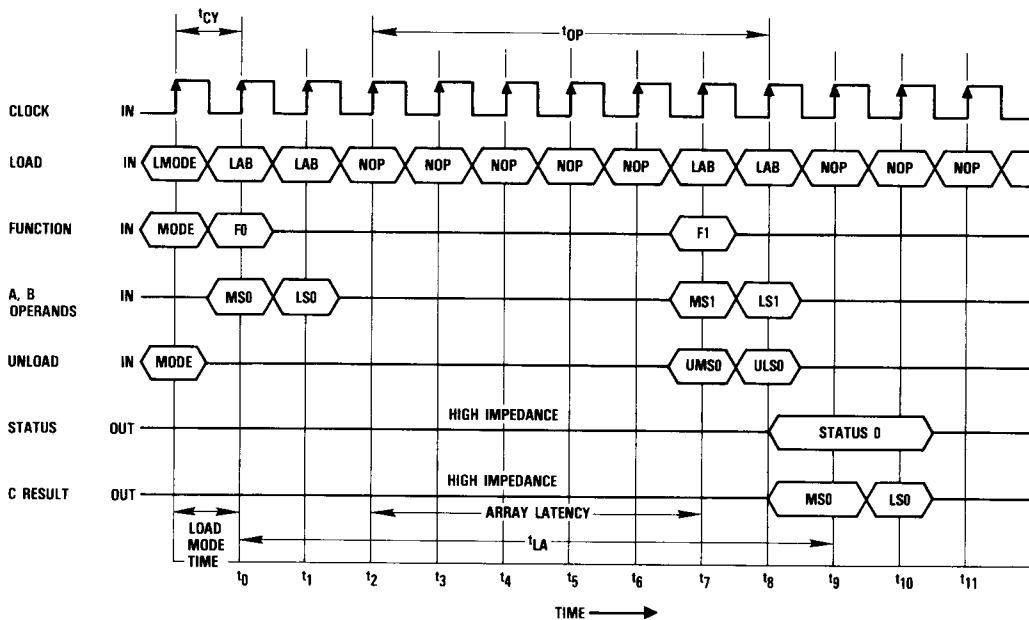 tCY
tOP
CLOCK IN
LOAD IN LMODE LAB LAB NOP NOP NOP NOP NOP LAB LAB NOP NOP NOP
FUNCTION IN MODE F0 F1
A, B
OPERANDS IN MS0 LS0 MS1 LS1
UNLOAD IN MODE UMS0 ULS0
HIGH IMPEDANCE
STATUS OUT STATUS 0
HIGH IMPEDANCE
C RESULT OUT MS0 LS0
ARRAY LATENCY
LOAD
MODE
TIME
tLA
t0 t1 t2 t3 t4 t5 t6 t7 t8 t9 t10 t11
TIME